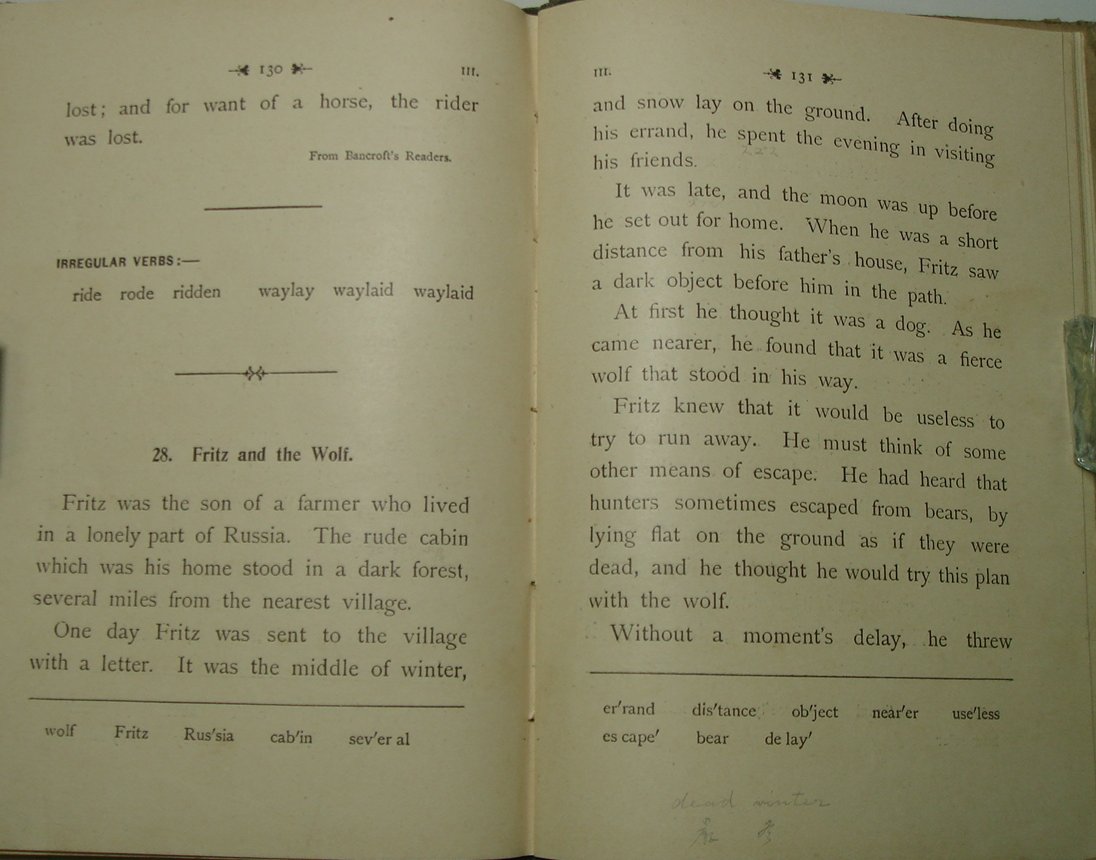 130
III.
lost; and for want of a horse, the rider
was lost.
From Bancroft's Readers.
IRREGULAR VERBS:—
ride rode ridden waylay waylaid waylaid
28. Fritz and the Wolf.
Fritz was the son of a farmer who lived
in a lonely part of Russia. The rude cabin
which was his home stood in a dark forest,
several miles from the nearest village.
One day Fritz was sent to the village
with a letter. It was the middle of winter,
wolf Fritz Rus'sia cab'in sev'er al
III.
131
and snow lay on the ground. After doing
his errand, he spent the evening in visiting
his friends.
It was late, and the moon was up before
he set out for home. When he was a short
distance from his father's house, Fritz saw
a dark object before him in the path.
At first he thought it was a dog. As he
came nearer, he found that it was a fierce
wolf that stood in his way.
Fritz knew that it would be useless to
try to run away. He must think of some
other means of escape. He had heard that
hunters sometimes escaped from bears, by
lying flat on the ground as if they were
dead, and he thought he would try this plan
with the wolf.
Without a moment's delay, he threw
er'rand dis'tance ob'ject near'er use'less
es cape' bear de lay'
dead winter